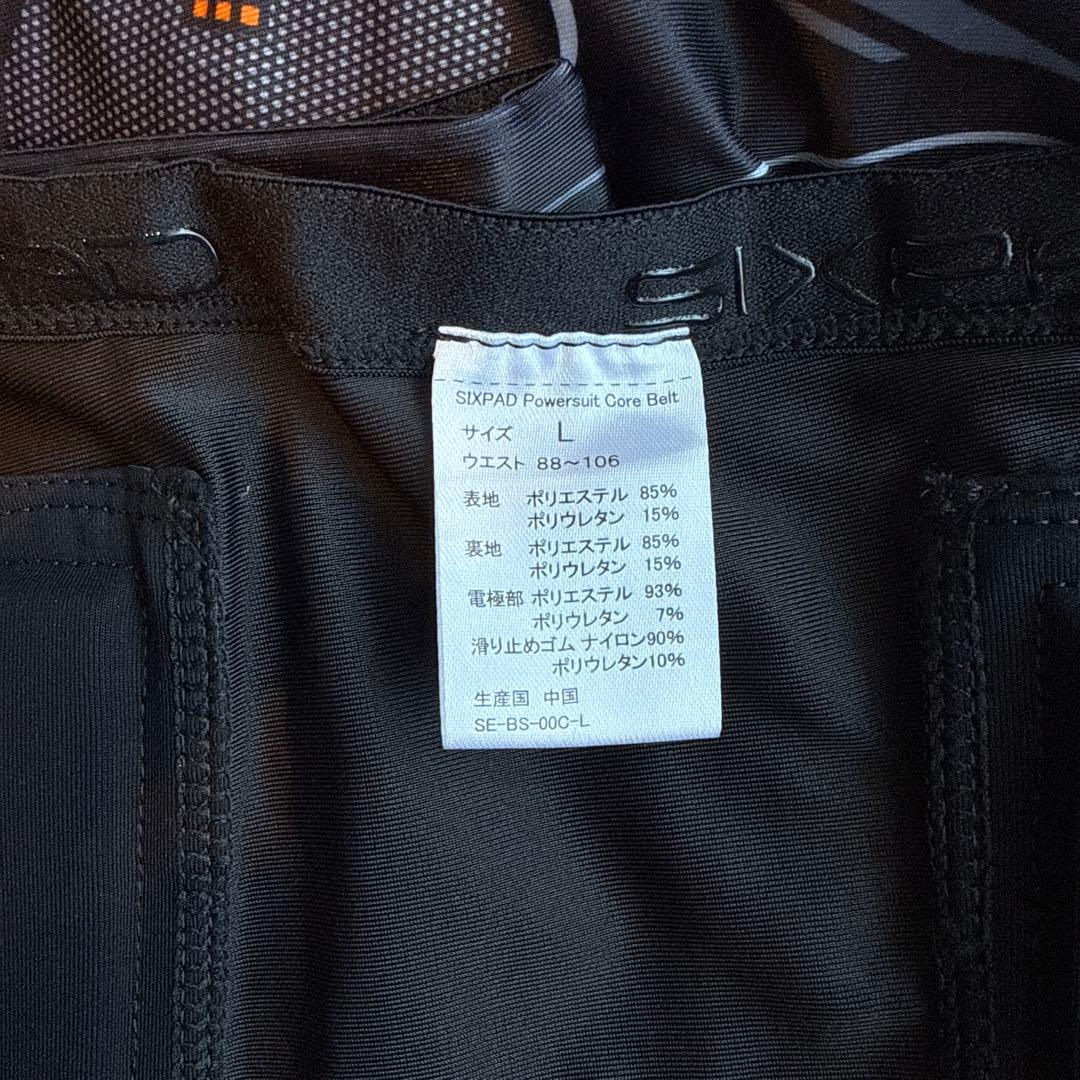 SIXPAD
SIXPAD Powersuit Core Belt
サイズ L
ウエスト 88～106
表地 ポリエステル 85%
ポリウレタン 15%
裏地 ポリエステル 85%
ポリウレタン 15%
電極部 ポリエステル 93%
ポリウレタン 7%
滑り止めゴム ナイロン90%
ポリウレタン10%
生産国 中国
SE-BS-00C-L